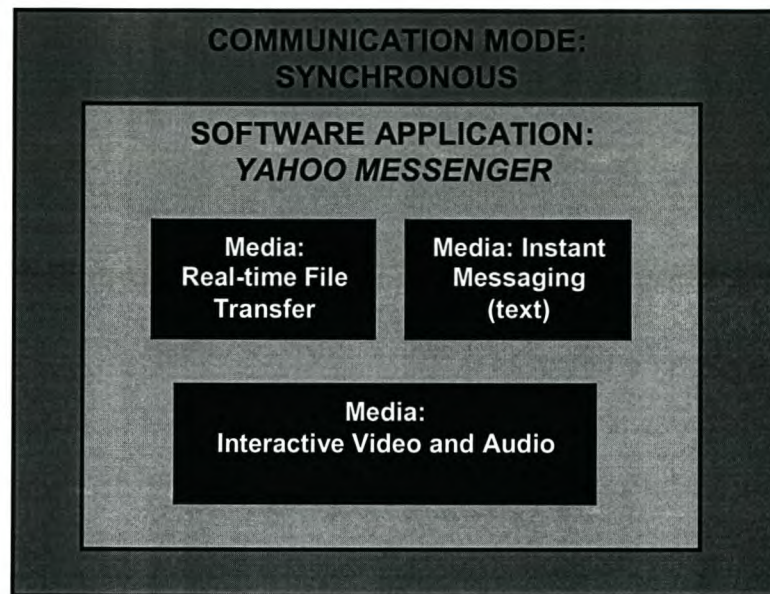 COMMUNICATION MODE:
SYNCHRONOUS
SOFTWARE APPLICATION:
YAHOO MESSENGER
Media:
Real-time File
Transfer
Media: Instant
Messaging
(text)
Media:
Interactive Video and Audio